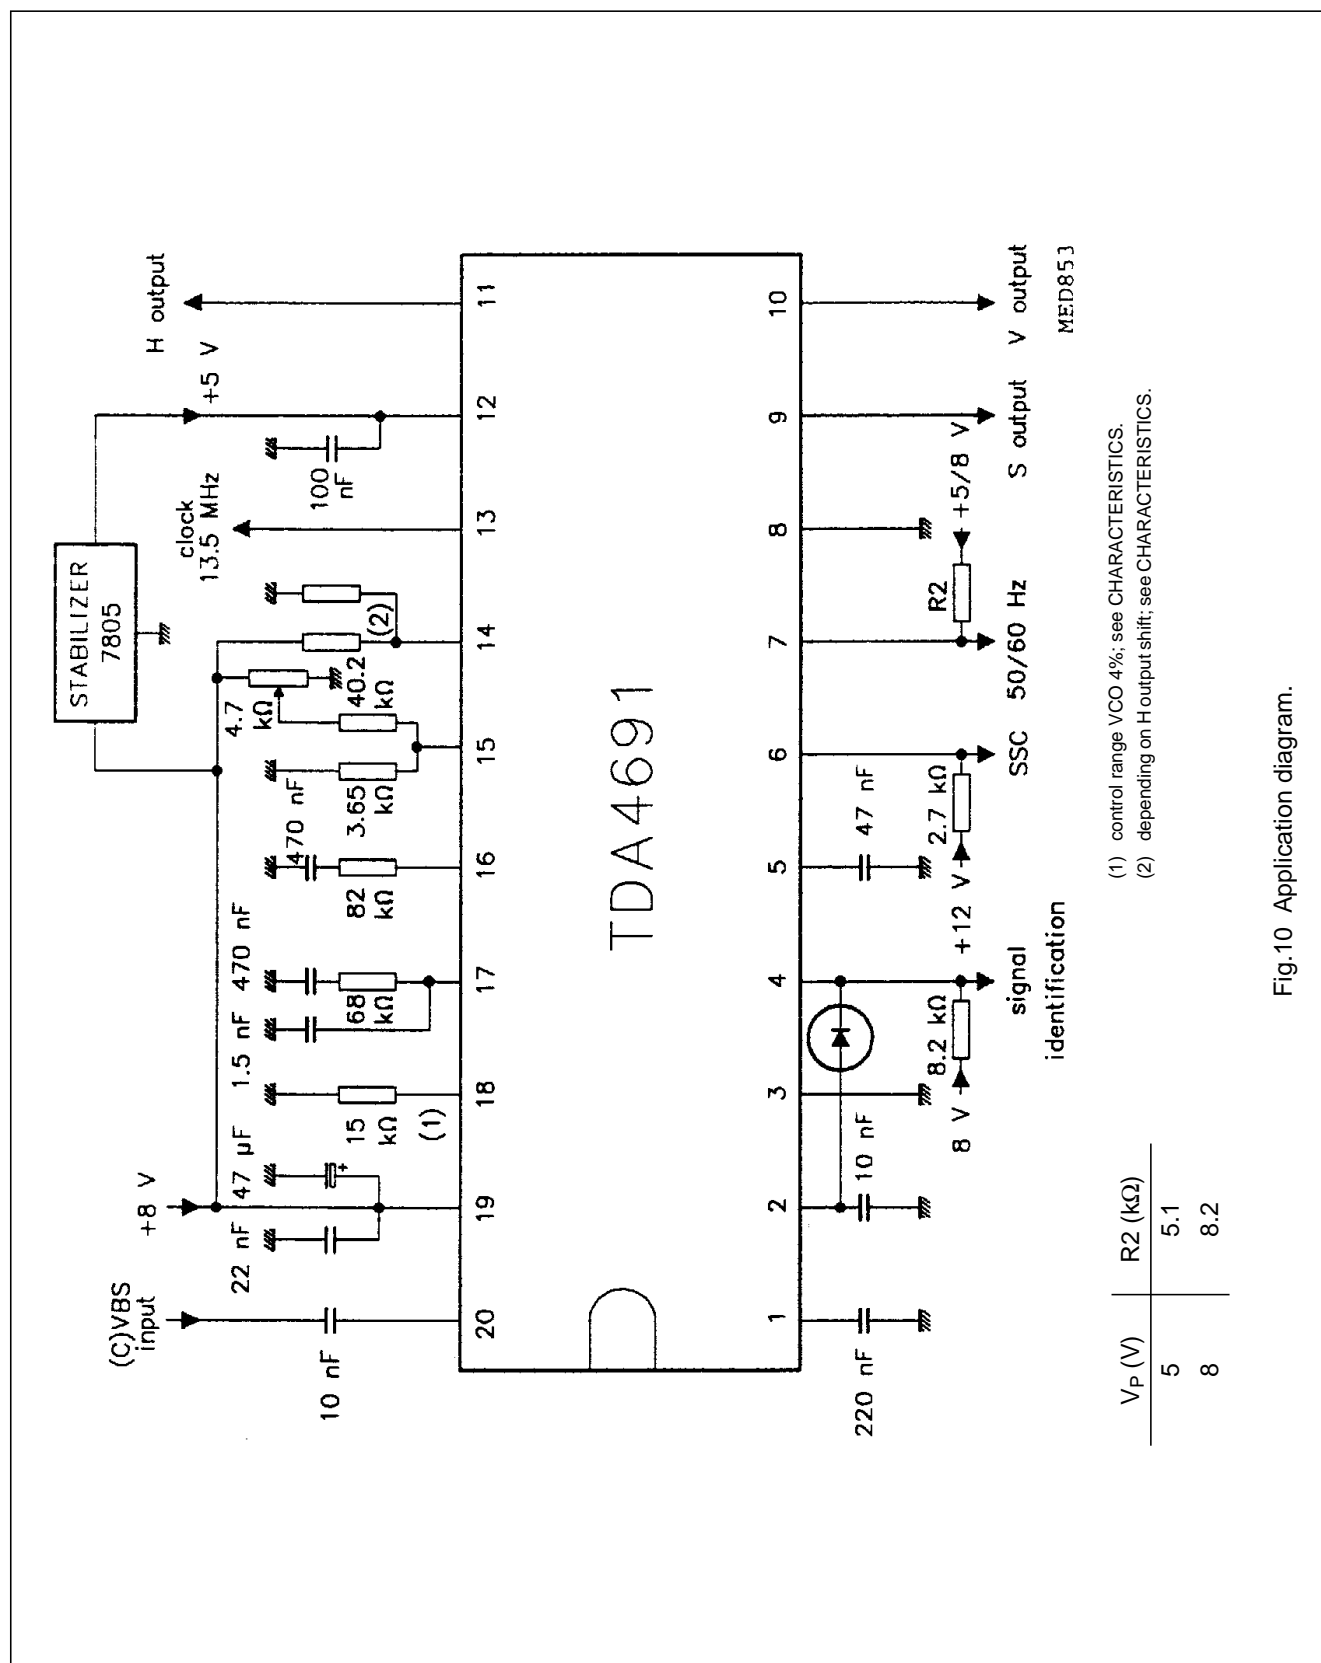 STABILIZER
7805
(C)VBS
input
+8 V
clock
13.5 MHz
+5 V
H output
10 nF
22 nF
47 µF
15
kΩ
(1)
1.5 nF
470 nF
68
kΩ
82
kΩ
470 nF
3.65
kΩ
4.7
kΩ
40.2
kΩ
(2)
100
nF
20
19
18
17
16
15
14
13
12
11
TDA4691
1
2
3
4
5
6
7
8
9
10
220 nF
10 nF
47 nF
8 V
8.2 kΩ
+12 V
2.7 kΩ
R2
+5/8 V
signal
identification
SSC
50/60 Hz
S output
V output
MED853
(1) control range VCO 4%; see CHARACTERISTICS.
(2) depending on H output shift; see CHARACTERISTICS.
VP (V) R2 (kΩ)
5 5.1
8 8.2
Fig.10 Application diagram.